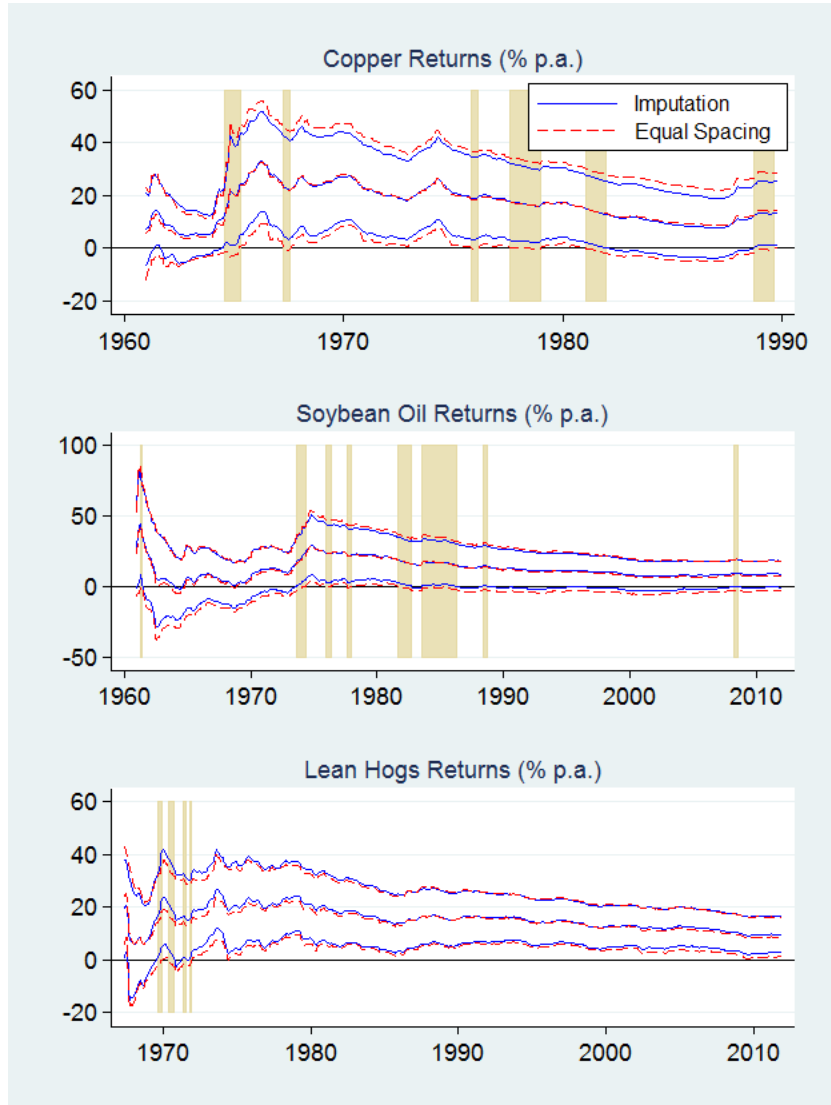 Copper Returns (% p.a.)
60
40
20
0
-20
Imputation
Equal Spacing
1960 1970 1980 1990
Soybean Oil Returns (% p.a.)
100
50
0
-50
1960 1970 1980 1990 2000 2010
Lean Hogs Returns (% p.a.)
60
40
20
0
-20
1970 1980 1990 2000 2010